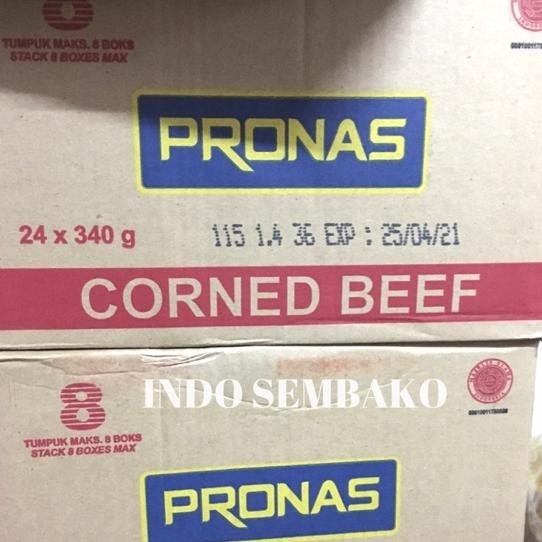 8
TUMPUK MAKS. 8 BOKS
STACK 8 BOXES MAX
PRONAS
24 x 340 g
115 1.4 36 EXP : 25/04/21
CORNED BEEF
INDO SEMBAKO
8
TUMPUK MAKS. 8 BOKS
STACK 8 BOXES MAX
PRONAS